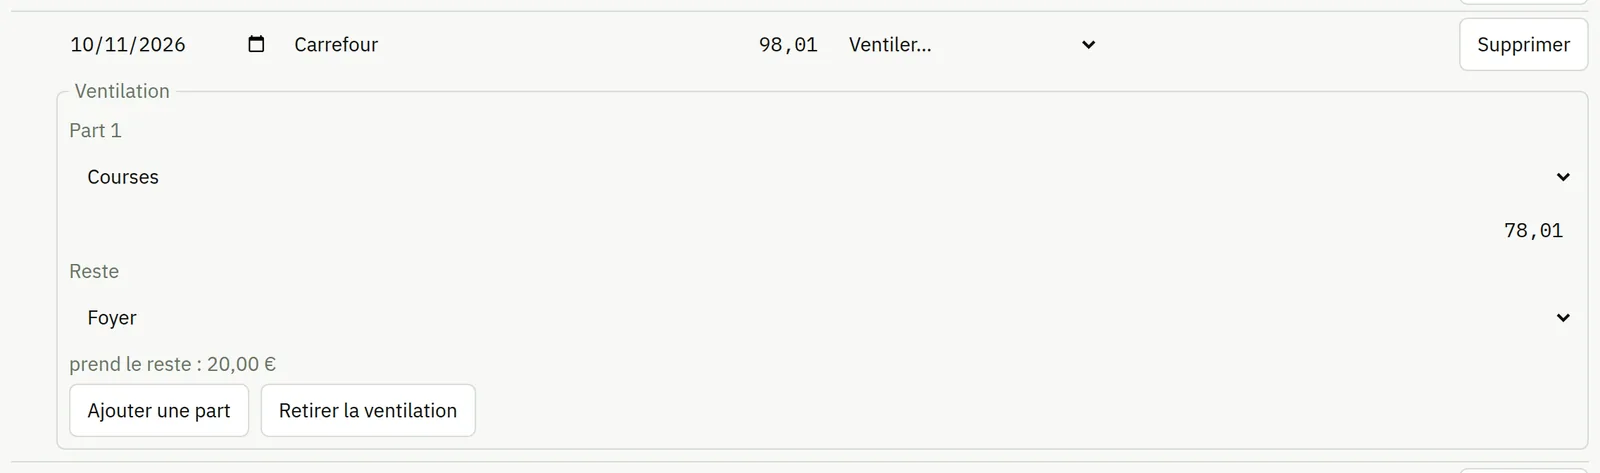 10/11/2026 Carrefour 98,01 Ventiler... Supprimer
Ventilation
Part 1
Courses
78,01
Reste
Foyer
prend le reste : 20,00 €
Ajouter une part Retirer la ventilation